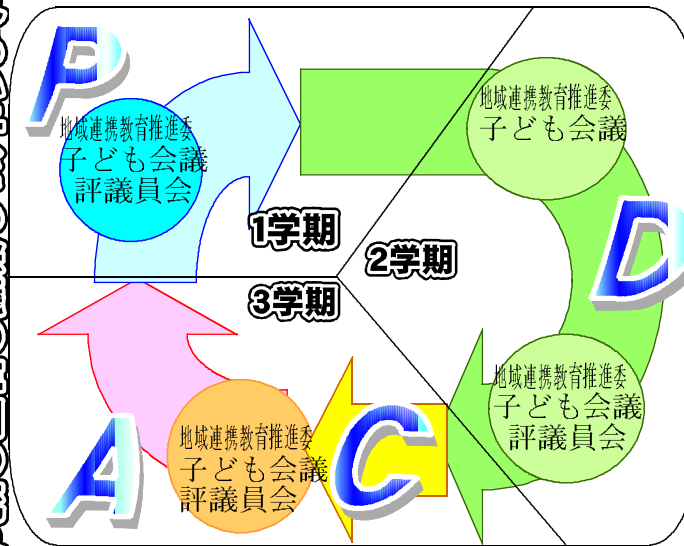 P
地域連携教育推進委
子ども会議
評議員会
1学期
地域連携教育推進委
子ども会議
2学期
D
地域連携教育推進委
子ども会議
評議員会
3学期
C
地域連携教育推進委
子ども会議
評議員会
A